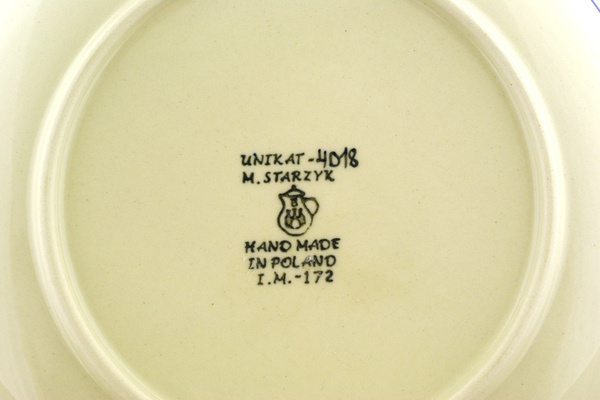 UNIKAT-4018
M. STARZYK
HAND MADE
IN POLAND
I.M.-172